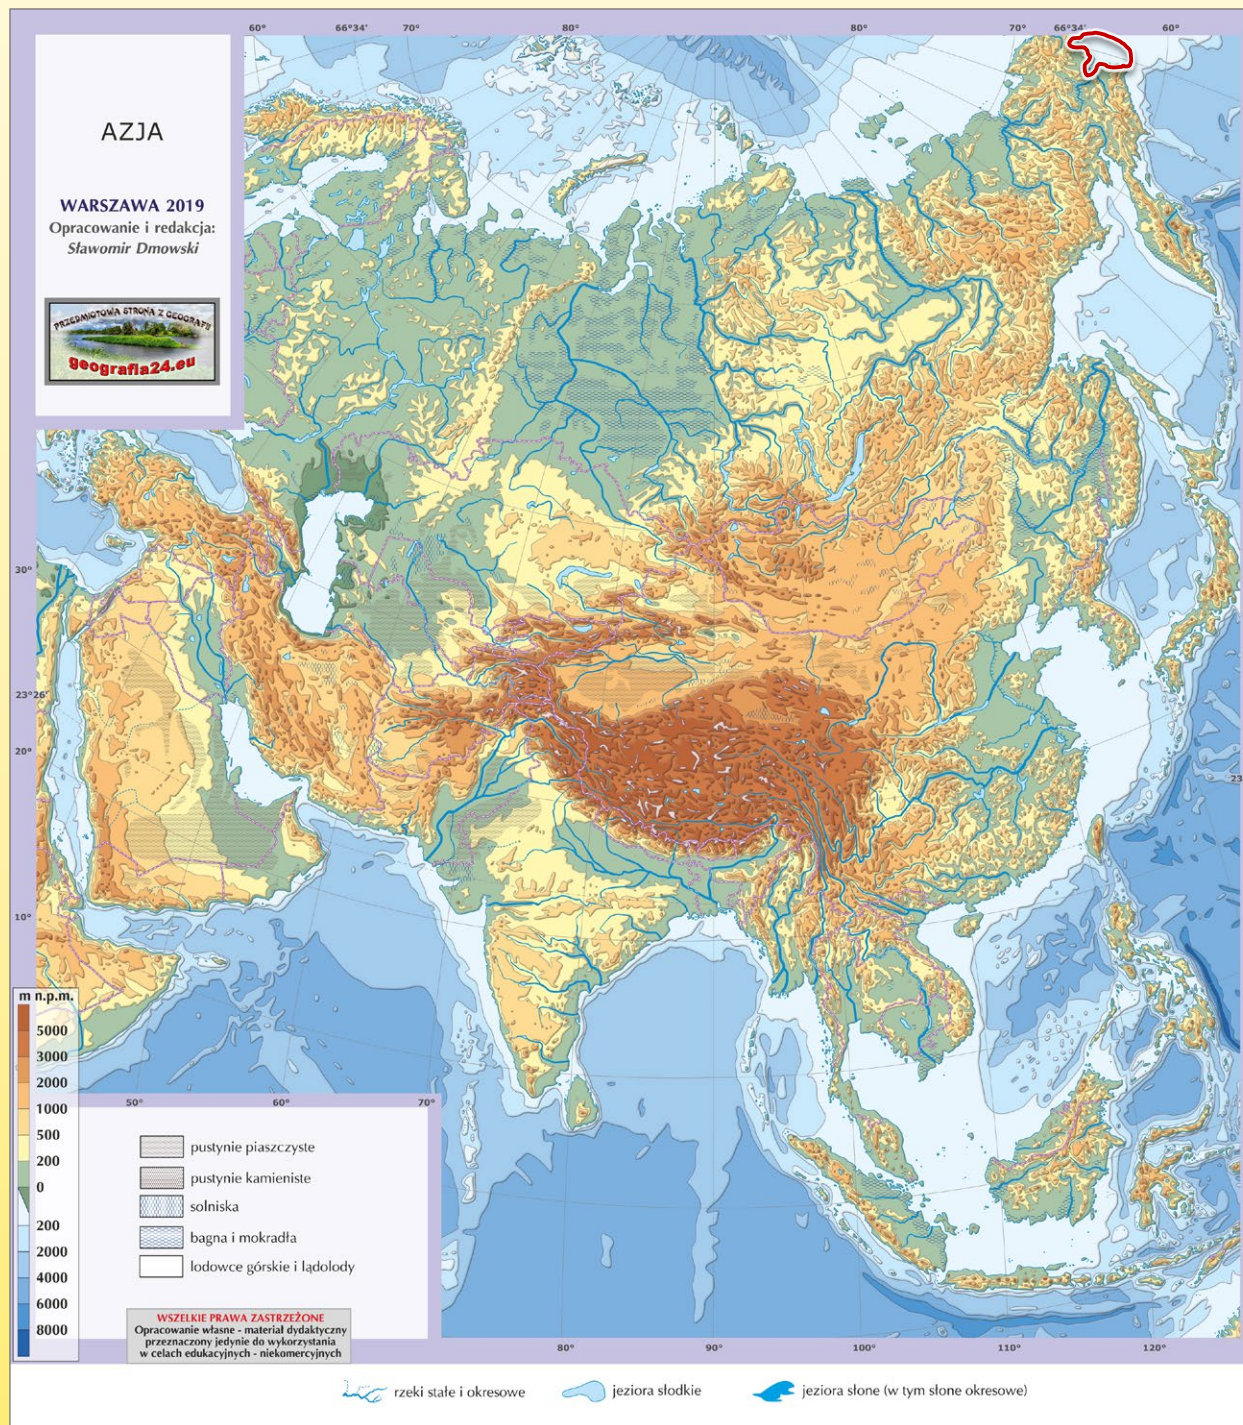 60° 66°34' 70° 80° 80° 70° 66°34' 60°
AZJA
WARSZAWA 2019
Opracowanie i redakcja:
Sławomir Dmowski
PRZEDMIOTOWA STRONA Z GEOGRAFII
geografia24.eu
30°
23°26'
20°
10°
23
m n.p.m.
5000
3000
2000
1000
500
200
0
200
2000
4000
6000
8000
50° 60° 70°
pustynie piaszczyste
pustynie kamieniste
solniska
bagna i mokradła
lodowce górskie i lądolody
WSZELKIE PRAWA ZASTRZEŻONE
Opracowanie własne - materiał dydaktyczny
przeznaczony jedynie do wykorzystania
w celach edukacyjnych - niekomercyjnych
80° 90° 100° 110° 120°
rzeki stałe i okresowe
jeziora słodkie
jeziora słone (w tym słone okresowe)